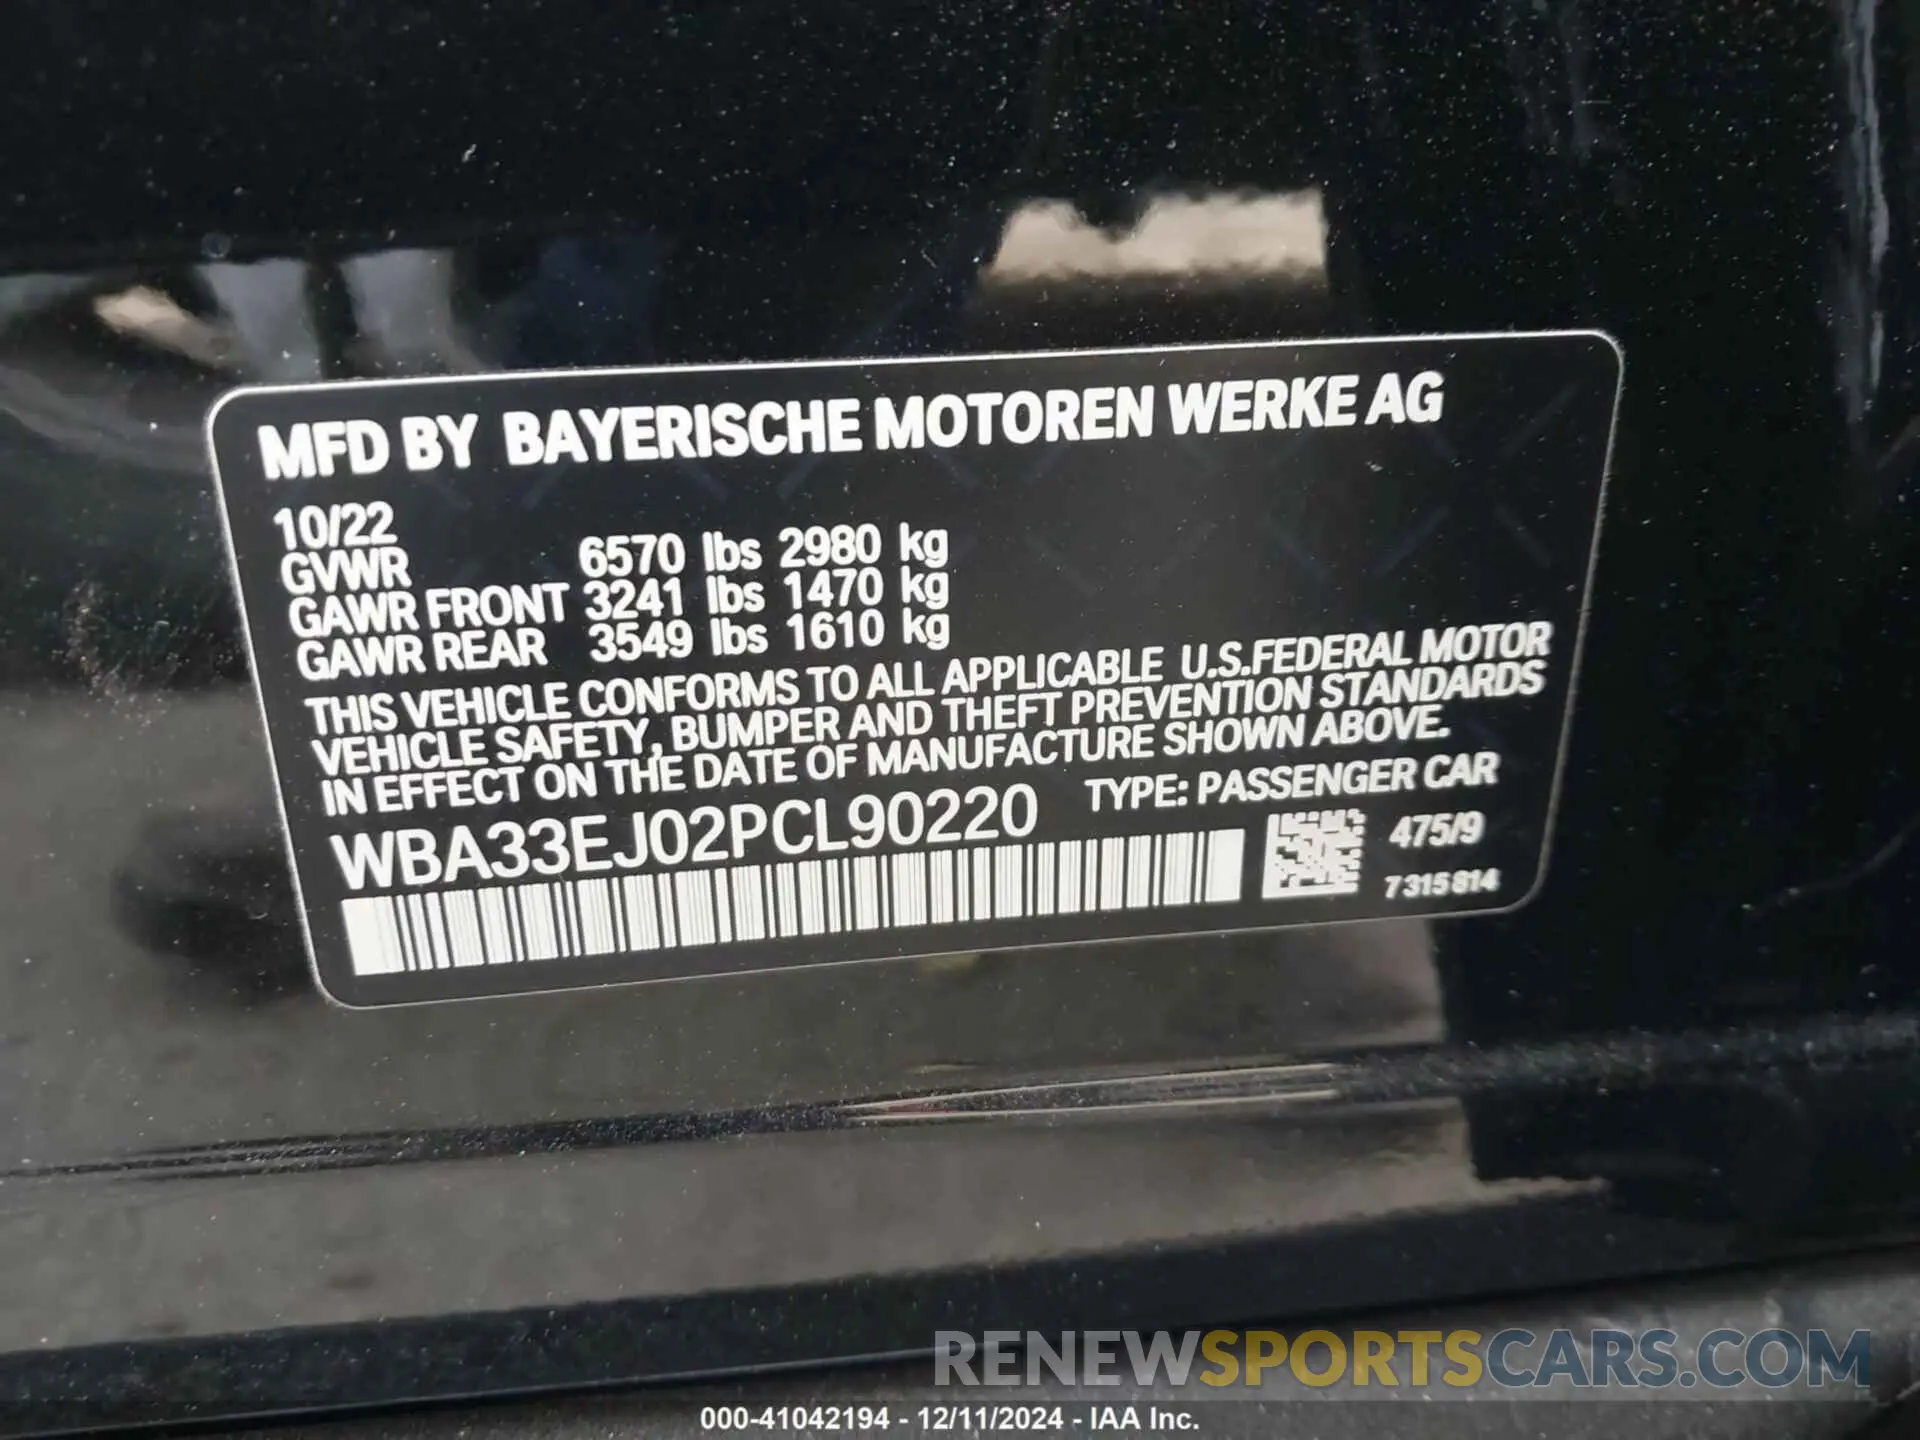 MFD BY BAYERISCHE MOTOREN WERKE AG
10/22
GVWR 6570 lbs 2980 kg
GAWR FRONT 3241 lbs 1470 kg
GAWR REAR 3549 lbs 1610 kg
THIS VEHICLE CONFORMS TO ALL APPLICABLE U.S.FEDERAL MOTOR
VEHICLE SAFETY, BUMPER AND THEFT PREVENTION STANDARDS
IN EFFECT ON THE DATE OF MANUFACTURE SHOWN ABOVE.
WBA33EJ02PCL90220 TYPE: PASSENGER CAR
475/9
7315814
RENEWSPORTSCARS.COM
000-41042194 - 12/11/2024 - IAA Inc.